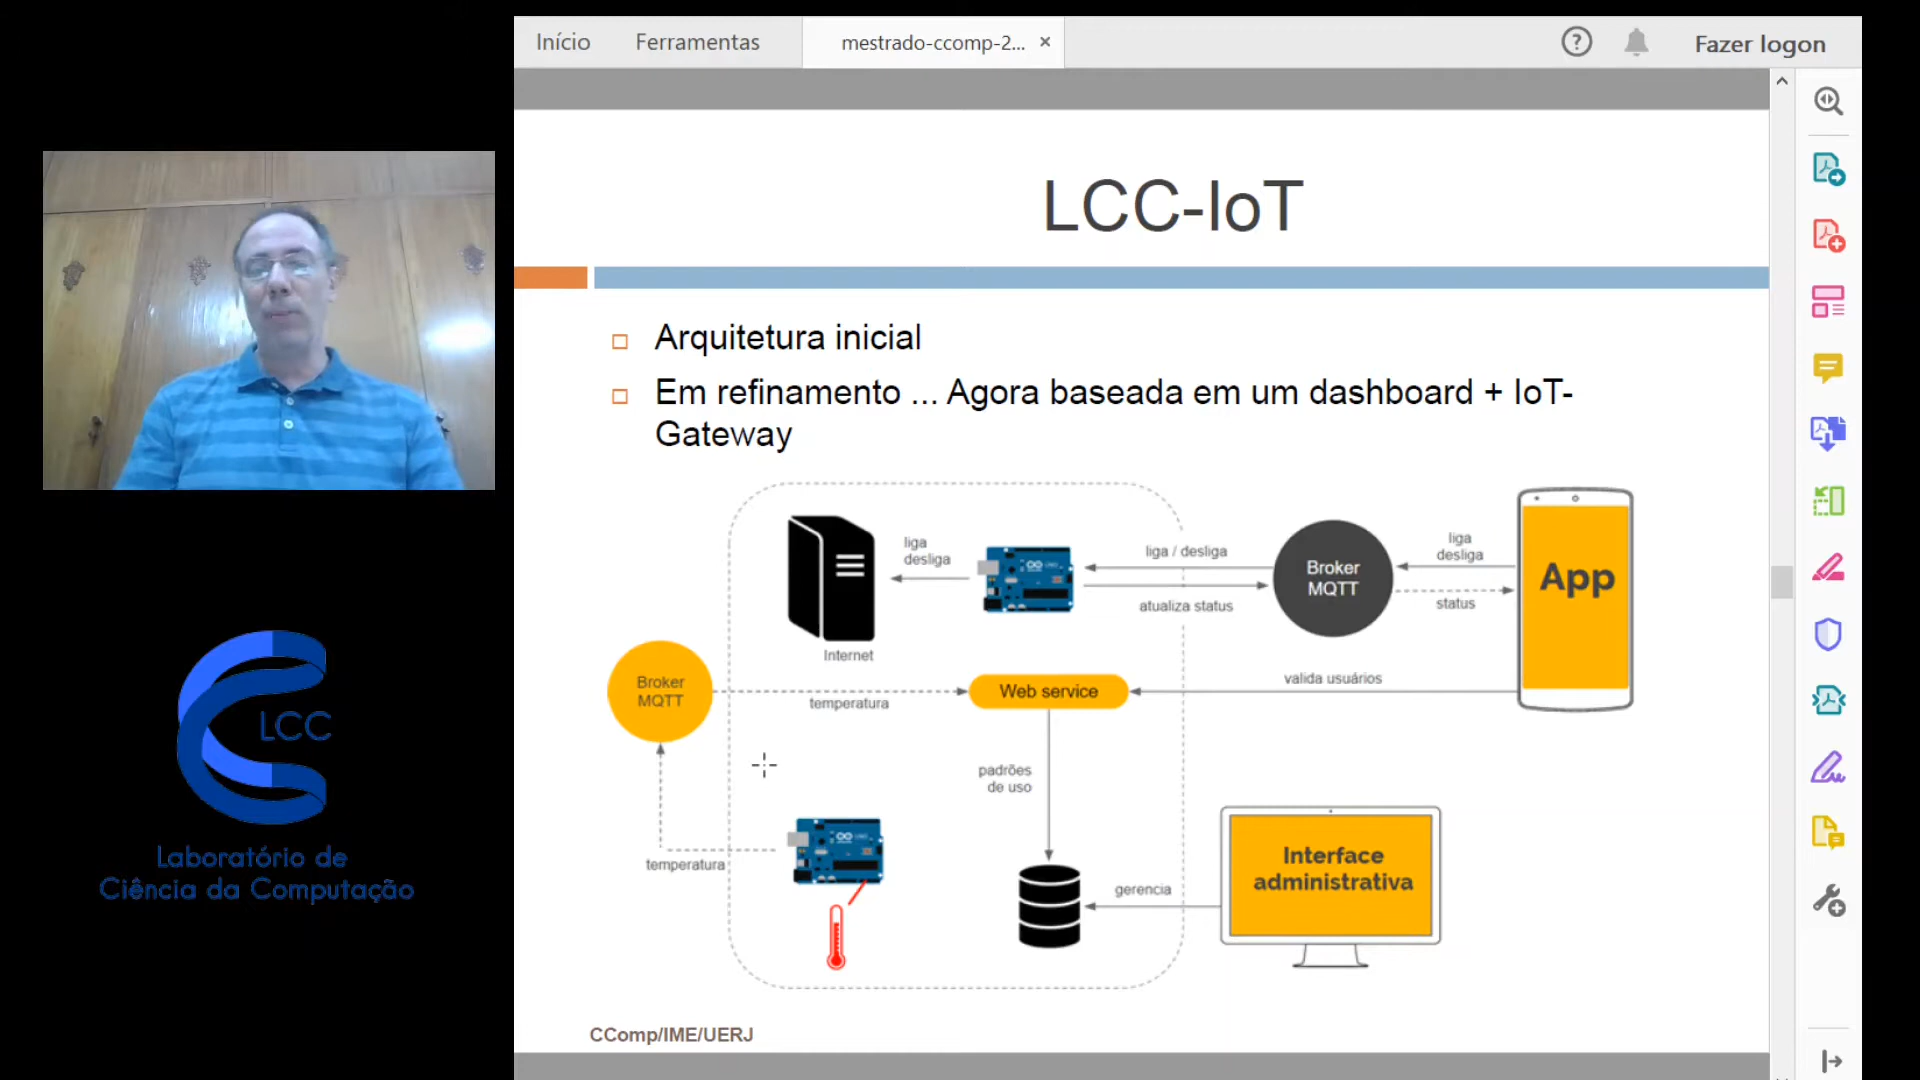 Início
Ferramentas
mestrado-ccomp-2...
Fazer logon
LCC-IoT
Arquitetura inicial
Em refinamento ... Agora baseada em um dashboard + IoT-
Gateway
liga
desliga
Internet
liga / desliga
atualiza status
Broker
MQTT
liga
desliga
status
App
Broker
MQTT
temperatura
Web service
valida usuários
padrões
de uso
temperatura
gerencia
Interface
administrativa
CComp/IME/UERJ
LCC
Laboratório de
Ciência da Computação